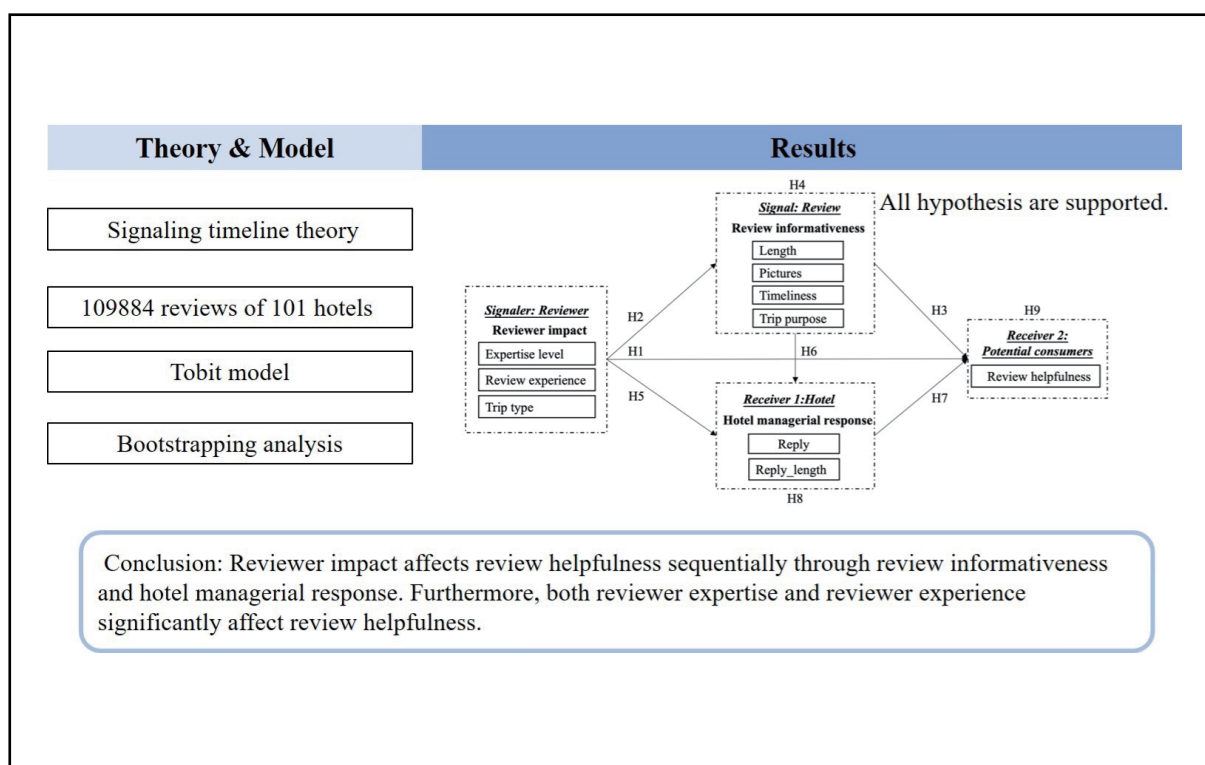 Theory & Model
Results
Signaling timeline theory
109884 reviews of 101 hotels
Tobit model
Bootstrapping analysis
H4
Signal: Review
Review informativeness
Length
Pictures
Timeliness
Trip purpose
All hypothesis are supported.
Signaler: Reviewer
Reviewer impact
Expertise level
Review experience
Trip type
H2
H1
H5
H6
H3
H7
Receiver 1:Hotel
Hotel managerial response
Reply
Reply_length
H8
H9
Receiver 2:
Potential consumers
Review helpfulness
Conclusion: Reviewer impact affects review helpfulness sequentially through review informativeness
and hotel managerial response. Furthermore, both reviewer expertise and reviewer experience
significantly affect review helpfulness.